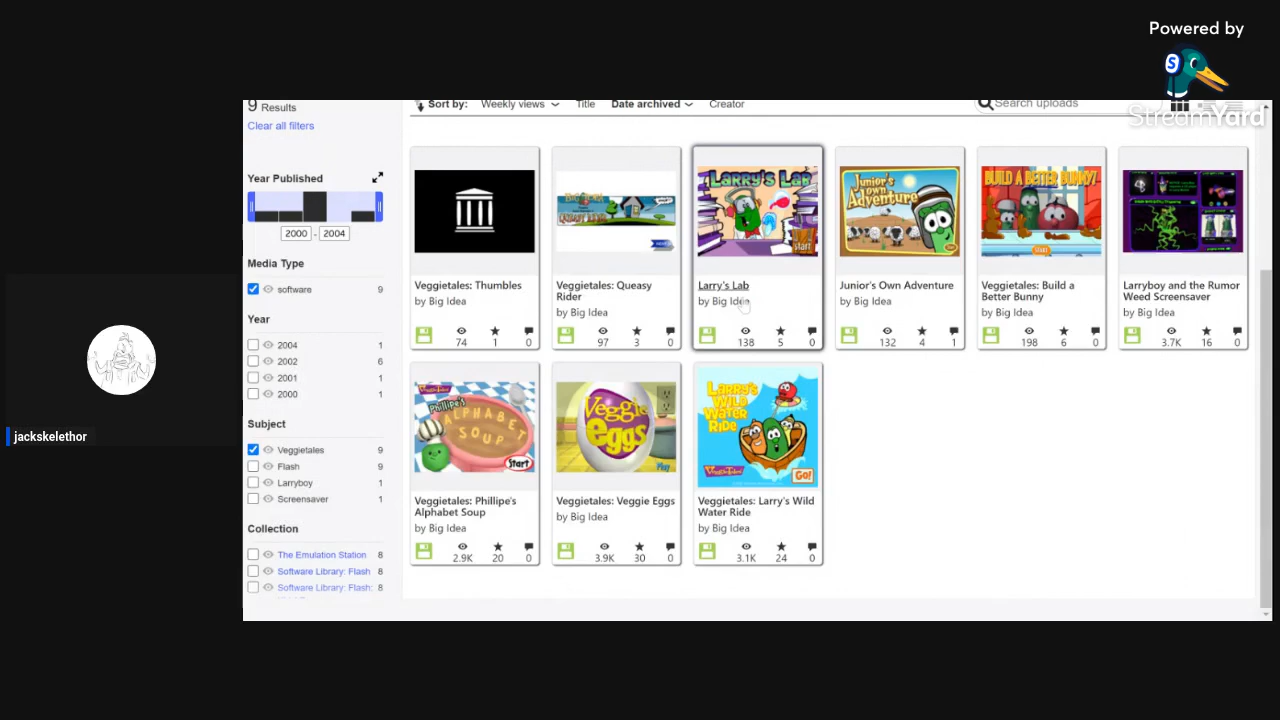 Powered by
S
StreamYard
9 Results
Clear all filters
Sort by: Weekly views Title Date archived Creator
Search uploads
Year Published
2000 - 2004
Media Type
software 9
Year
2004 1
2002 6
2001 1
2000 1
Subject
Veggietales 9
Flash 9
Larryboy 1
Screensaver 1
Collection
The Emulation Station 8
Software Library: Flash 8
Software Library: Flash: 8
Veggietales: Thumbles
by Big Idea
74 1 0
Veggietales: Queasy
Rider
by Big Idea
97 3 0
LARRY'S LAB
START
Larry's Lab
by Big Idea
138 5 0
Junior's
own
Adventure
Junior's Own Adventure
by Big Idea
132 4 1
BUILD A BETTER BUNNY!
START
Veggietales: Build a
Better Bunny
by Big Idea
198 6 0
Larryboy and the Rumor
Weed Screensaver
by Big Idea
3.7K 16 0
VeggieTales
Phillipe's
ALPHABET
SOUP
Start
Veggietales: Phillipe's
Alphabet Soup
by Big Idea
2.9K 20 0
Veggie
eggs
Play
Veggietales: Veggie Eggs
by Big Idea
3.9K 30 0
LARRY'S
WILD
WATER
RIDE
VeggieTales
GO!
Veggietales: Larry's Wild
Water Ride
by Big Idea
3.1K 24 0
jackskelethor